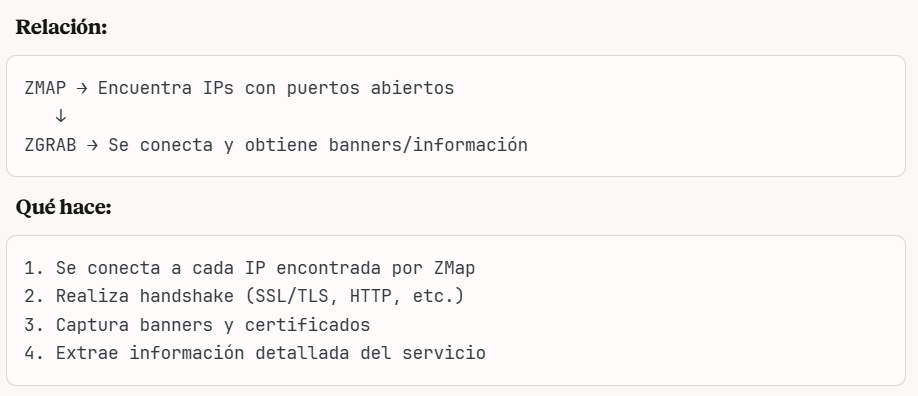 Relación:
ZMAP → Encuentra IPs con puertos abiertos
↓
ZGRAB → Se conecta y obtiene banners/información
Qué hace:
1. Se conecta a cada IP encontrada por ZMap
2. Realiza handshake (SSL/TLS, HTTP, etc.)
3. Captura banners y certificados
4. Extrae información detallada del servicio